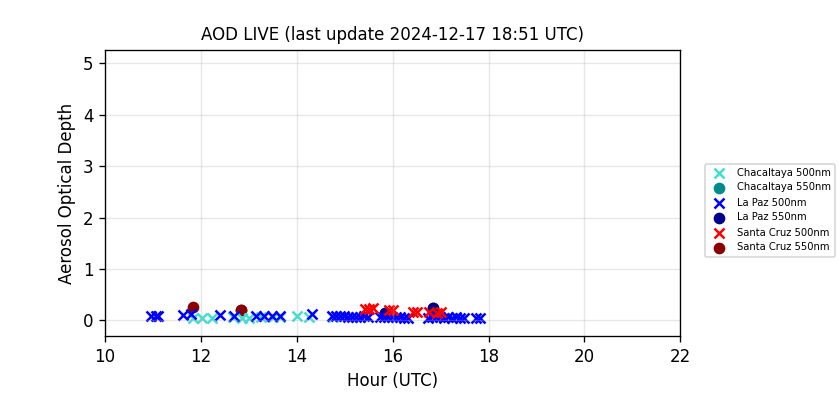 AOD LIVE (last update 2024-12-17 18:51 UTC)
5
4
3
2
1
0
Aerosol Optical Depth
10 12 14 16 18 20 22
Hour (UTC)
Chacaltaya 500nm
Chacaltaya 550nm
La Paz 500nm
La Paz 550nm
Santa Cruz 500nm
Santa Cruz 550nm